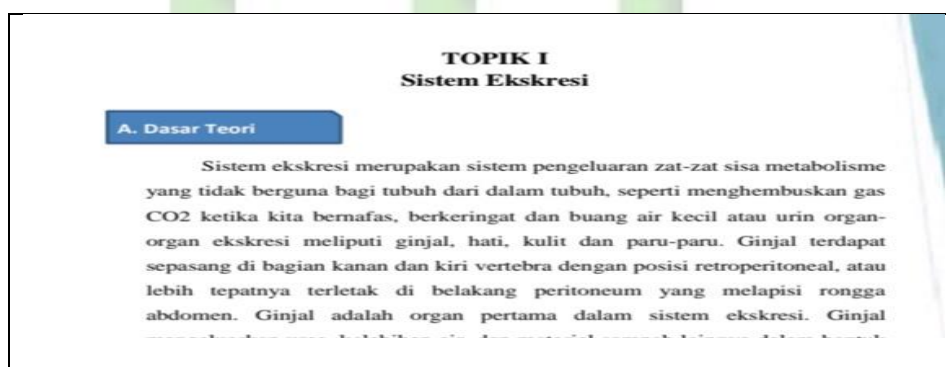 TOPIK I
Sistem Ekskresi
A. Dasar Teori
Sistem ekskresi merupakan sistem pengeluaran zat-zat sisa metabolisme
yang tidak berguna bagi tubuh dari dalam tubuh, seperti menghembuskan gas
CO2 ketika kita bernafas, berkeringat dan buang air kecil atau urin organ-
organ ekskresi meliputi ginjal, hati, kulit dan paru-paru. Ginjal terdapat
sepasang di bagian kanan dan kiri vertebra dengan posisi retroperitoneal, atau
lebih tepatnya terletak di belakang peritoneum yang melapisi rongga
abdomen. Ginjal adalah organ pertama dalam sistem ekskresi. Ginjal